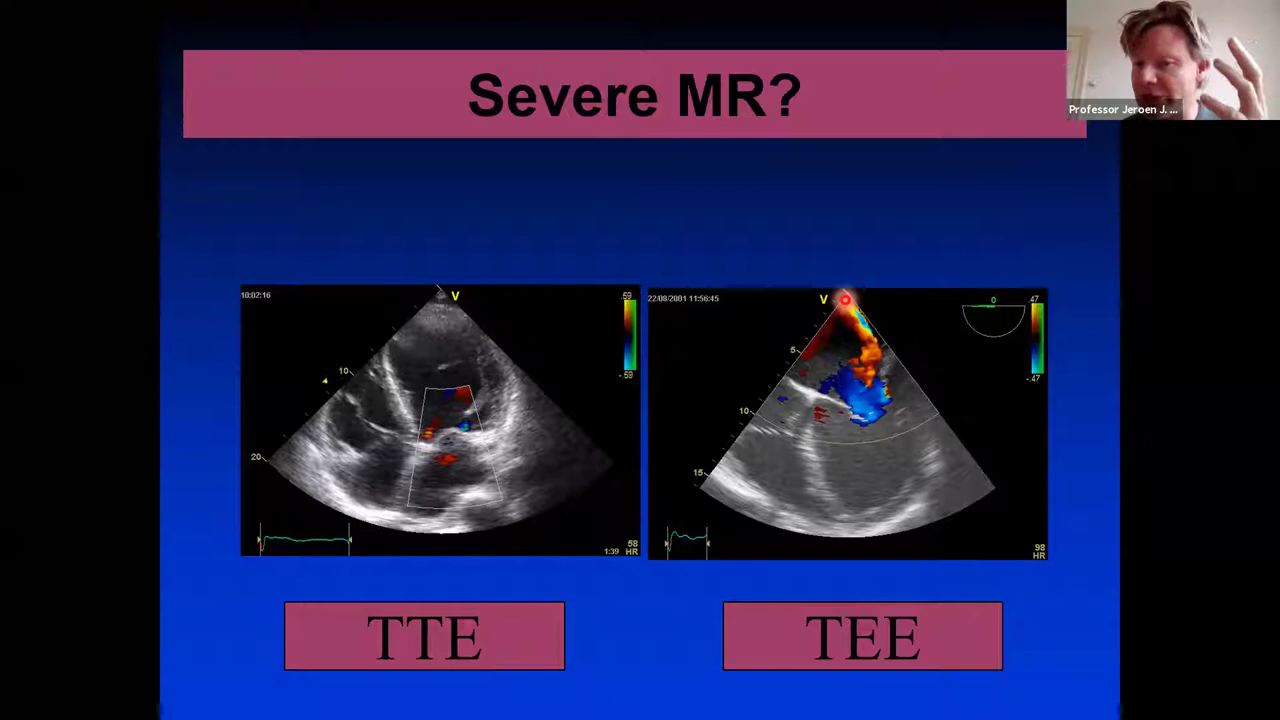 Severe MR?
Professor Jeroen J. ...
10:02:16
V
.59
-.59
10
20
1:39
58
HR
22/08/2001 11:56:45
V
0
.47
-.47
5
10
15
98
HR
TTE
TEE